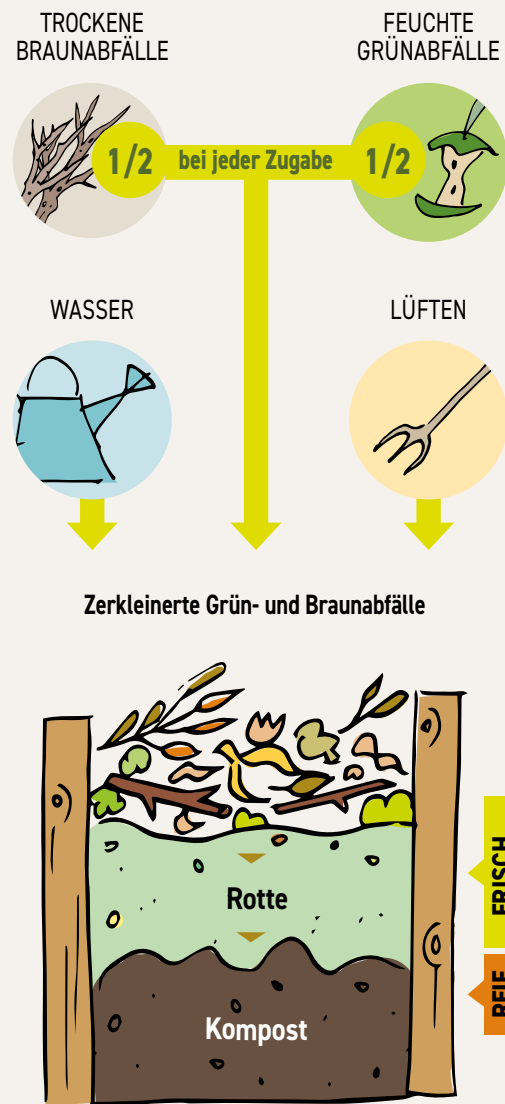 TROCKENE
BRAUNABFÄLLE
FEUCHTE
GRÜNABFÄLLE
1/2 bei jeder Zugabe 1/2
WASSER
LÜFTEN
Zerkleinerte Grün- und Braunabfälle
Rotte
FRISCH
Kompost
REIF